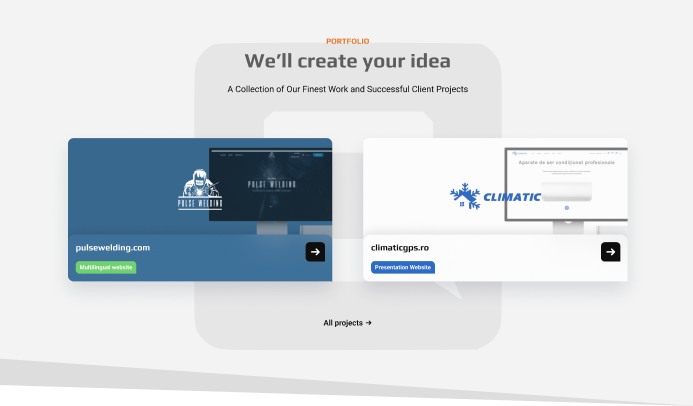 PORTFOLIO
We'll create your idea
A Collection of Our Finest Work and Successful Client Projects
PULSE WELDING
PULSE WELDING
CLIMATIC
Aparate de aer condiționat profesionale
pulsewelding.com
Multilingual website
climaticgps.ro
Presentation Website
All projects →